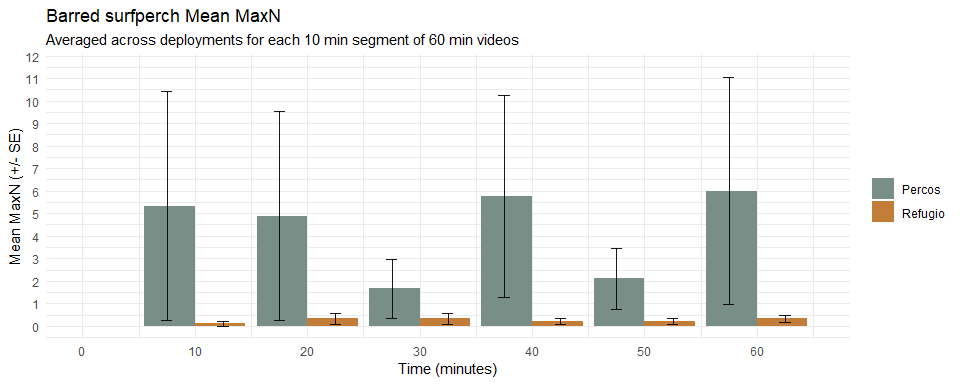 Barred surfperch Mean MaxN
Averaged across deployments for each 10 min segment of 60 min videos
Mean MaxN (+/- SE)
12
11
10
9
8
7
6
5
4
3
2
1
0
0 10 20 30 40 50 60
Time (minutes)
Percos
Refugio